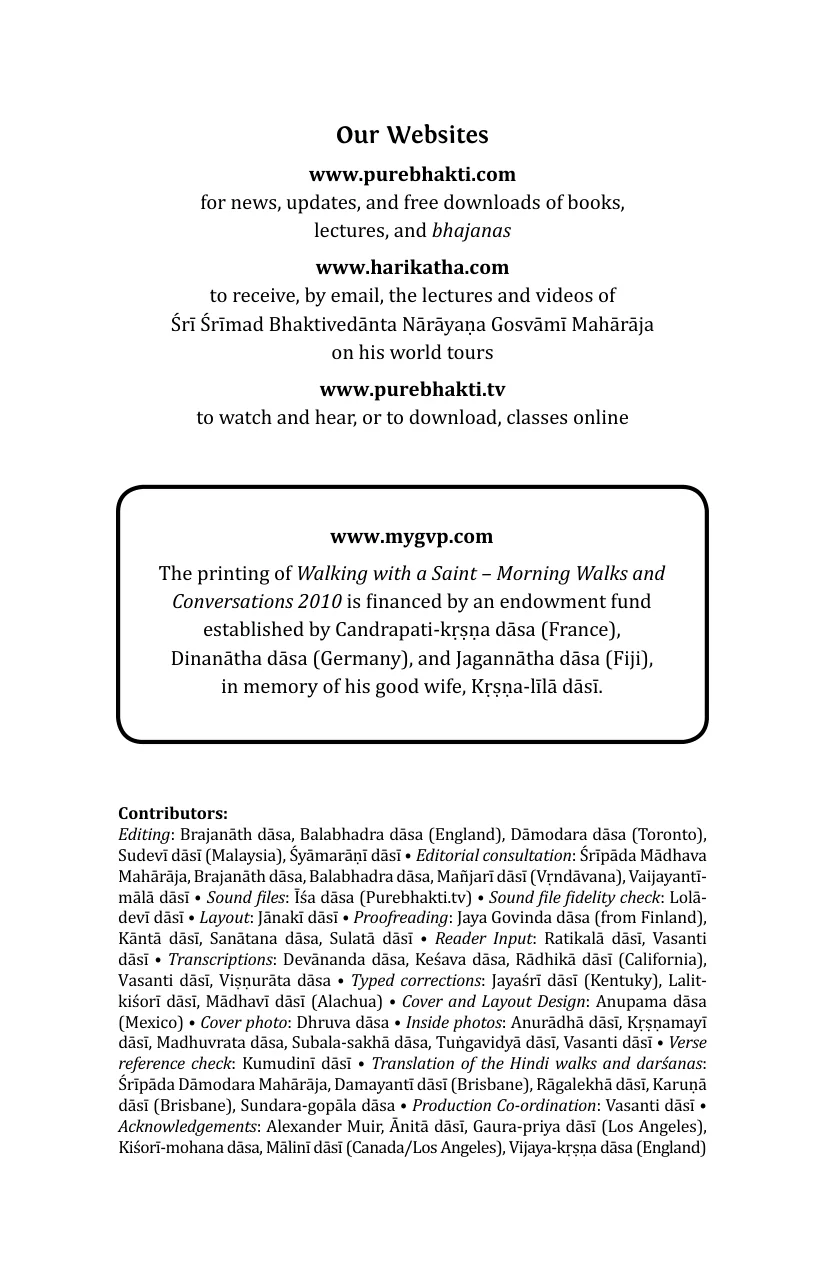 Our Websites
www.purebhakti.com
for news, updates, and free downloads of books,
lectures, and bhajanas
www.harikatha.com
to receive, by email, the lectures and videos of
Śrī Śrīmad Bhaktivedānta Nārāyaṇa Gosvāmī Mahārāja
on his world tours
www.purebhakti.tv
to watch and hear, or to download, classes online
www.mygvp.com
The printing of Walking with a Saint – Morning Walks and
Conversations 2010 is financed by an endowment fund
established by Candrapati-kṛṣṇa dāsa (France),
Dinanātha dāsa (Germany), and Jagannātha dāsa (Fiji),
in memory of his good wife, Kṛṣṇa-līlā dāsī.
Contributors:
Editing: Brajanāth dāsa, Balabhadra dāsa (England), Dāmodara dāsa (Toronto),
Sudevī dāsī (Malaysia), Śyāmarāṇī dāsī • Editorial consultation: Śrīpāda Mādhava
Mahārāja, Brajanāth dāsa, Balabhadra dāsa, Mañjarī dāsī (Vṛndāvana), Vaijayantī-
mālā dāsī • Sound files: Īśa dāsa (Purebhakti.tv) • Sound file fidelity check: Lolā-
devī dāsī • Layout: Jānakī dāsī • Proofreading: Jaya Govinda dāsa (from Finland),
Kāntā dāsī, Sanātana dāsa, Sulatā dāsī • Reader Input: Ratikalā dāsī, Vasanti
dāsī • Transcriptions: Devānanda dāsa, Keśava dāsa, Rādhikā dāsī (California),
Vasanti dāsī, Viṣṇurāta dāsa • Typed corrections: Jayaśrī dāsī (Kentuky), Lalit-
kiśorī dāsī, Mādhavī dāsī (Alachua) • Cover and Layout Design: Anupama dāsa
(Mexico) • Cover photo: Dhruva dāsa • Inside photos: Anurādhā dāsī, Kṛṣṇamayī
dāsī, Madhuvrata dāsa, Subala-sakhā dāsa, Tuṅgavidyā dāsī, Vasanti dāsī • Verse
reference check: Kumudinī dāsī • Translation of the Hindi walks and darśanas:
Śrīpāda Dāmodara Mahārāja, Damayantī dāsī (Brisbane), Rāgalekhā dāsī, Karuṇā
dāsī (Brisbane), Sundara-gopāla dāsa • Production Co-ordination: Vasanti dāsī •
Acknowledgements: Alexander Muir, Ānitā dāsī, Gaura-priya dāsī (Los Angeles),
Kiśorī-mohana dāsa, Mālinī dāsī (Canada/Los Angeles), Vijaya-kṛṣṇa dāsa (England)